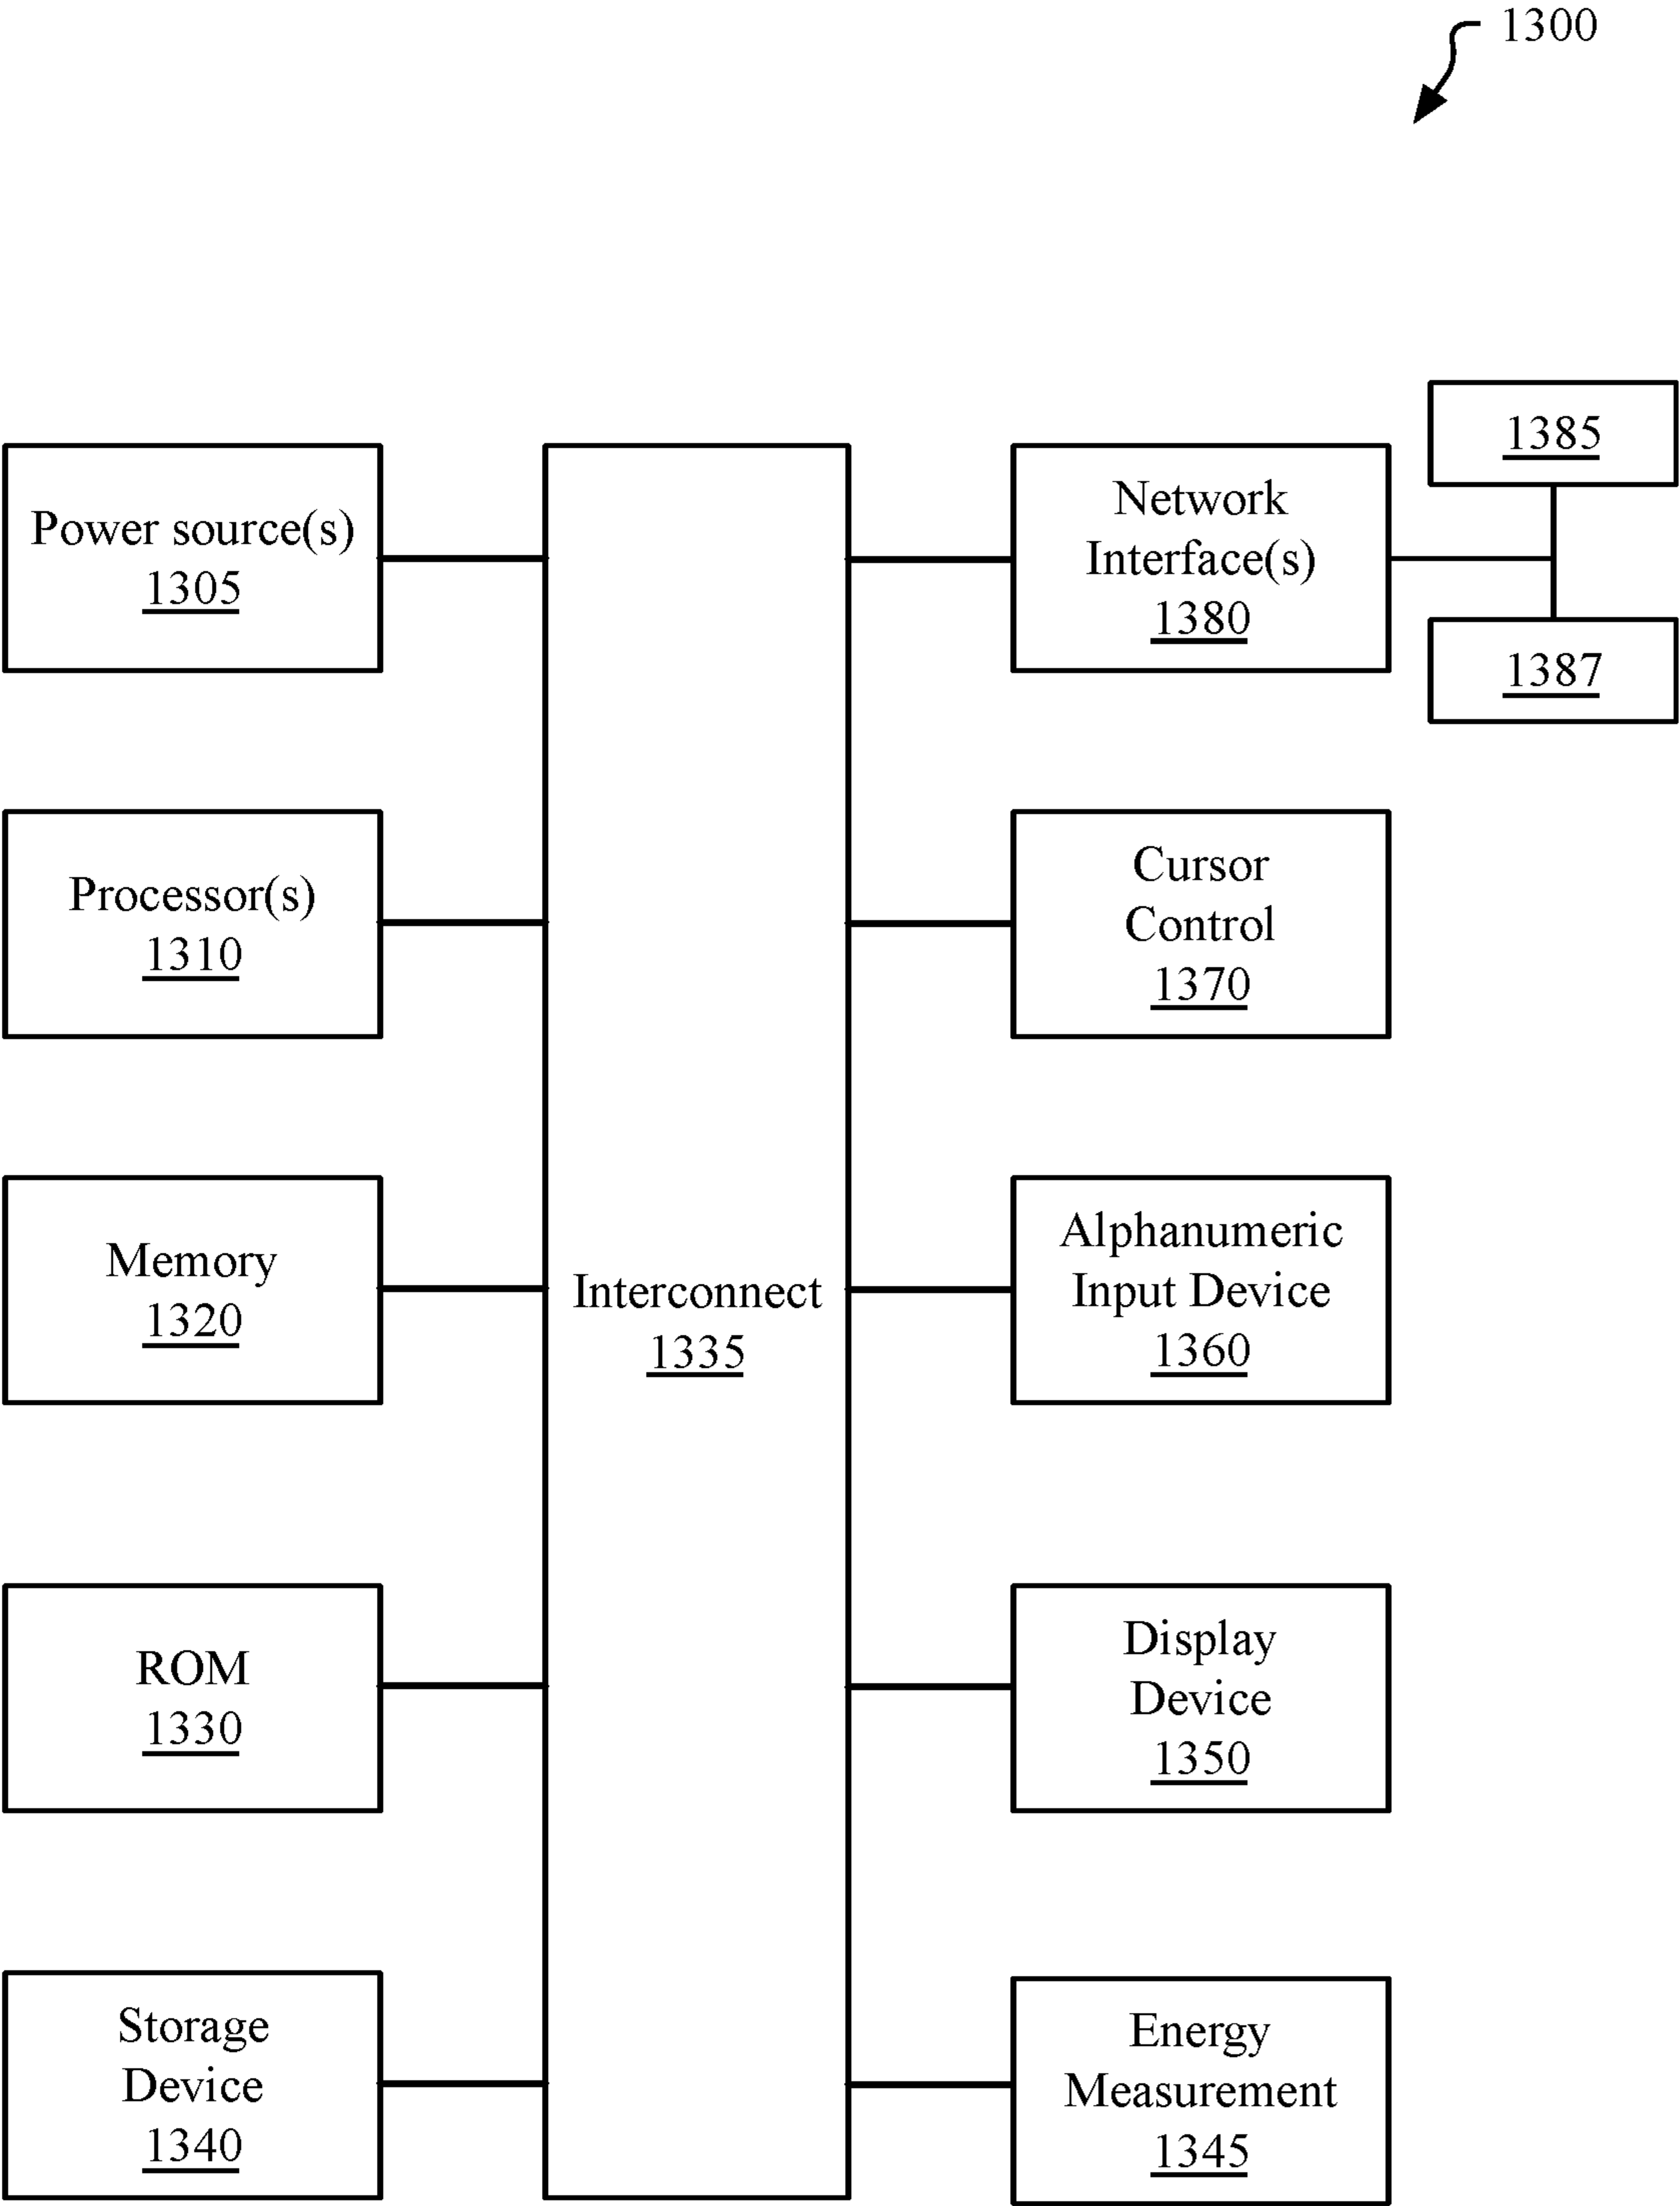 1300
Power source(s)
1305
Processor(s)
1310
Memory
1320
ROM
1330
Storage
Device
1340
Interconnect
1335
Network
Interface(s)
1380
1385
1387
Cursor
Control
1370
Alphanumeric
Input Device
1360
Display
Device
1350
Energy
Measurement
1345